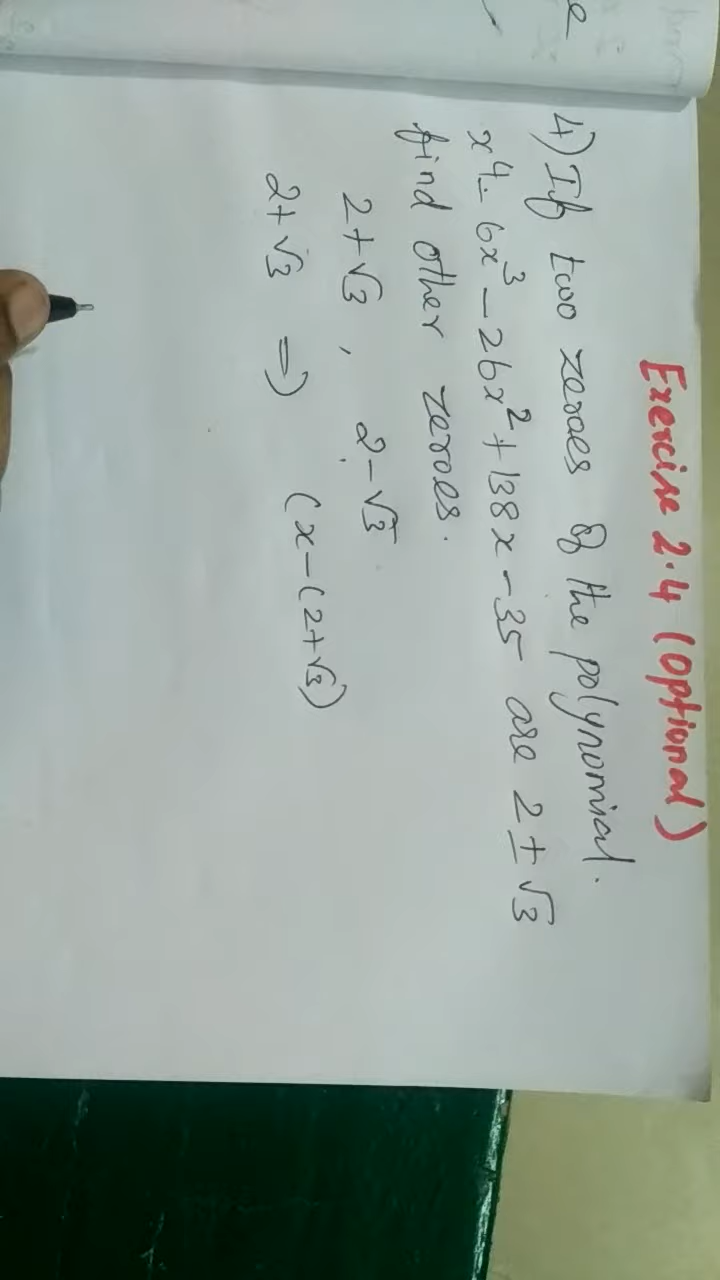 Exercise 2.4 (Optional)
4) If two zeroes of the polynomial.
x⁴- 6x³ - 26x² + 138x - 35 are 2 ± √3
find other zeroes.
2+√3 , 2-√3
2+√3 ⇒ (x-(2+√3)